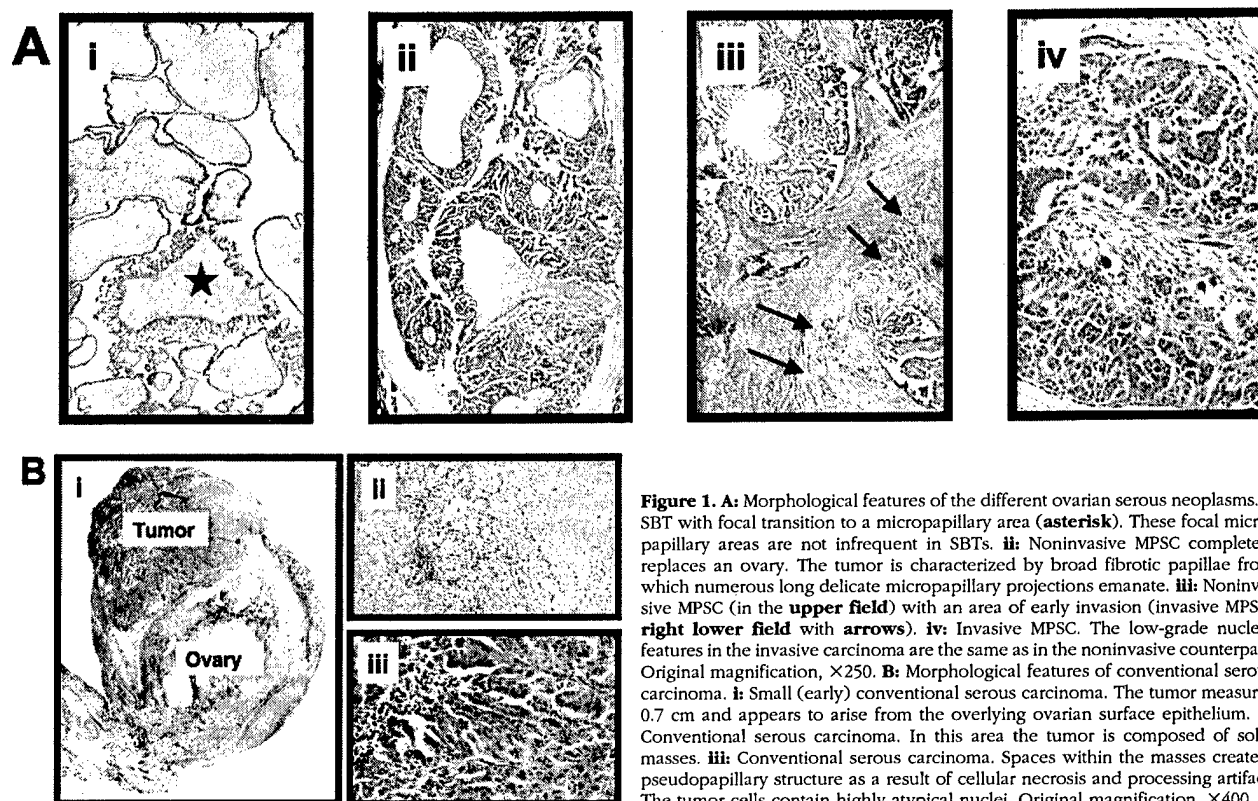 A
i
ii
iii
iv
B
i
Tumor
Ovary
ii
iii
Figure 1. A: Morphological features of the different ovarian serous neoplasms.
SBT with focal transition to a micropapillary area (asterisk). These focal micr
papillary areas are not infrequent in SBTs. ii: Noninvasive MPSC complete
replaces an ovary. The tumor is characterized by broad fibrotic papillae fro
which numerous long delicate micropapillary projections emanate. iii: Noninv
sive MPSC (in the upper field) with an area of early invasion (invasive MPS
right lower field with arrows). iv: Invasive MPSC. The low-grade nucle
features in the invasive carcinoma are the same as in the noninvasive counterpa
Original magnification, ×250. B: Morphological features of conventional sero
carcinoma. i: Small (early) conventional serous carcinoma. The tumor measur
0.7 cm and appears to arise from the overlying ovarian surface epithelium.
Conventional serous carcinoma. In this area the tumor is composed of sol
masses. iii: Conventional serous carcinoma. Spaces within the masses create
pseudopapillary structure as a result of cellular necrosis and processing artifa
The tumor cells contain highly atypical nuclei. Original magnification, ×400.